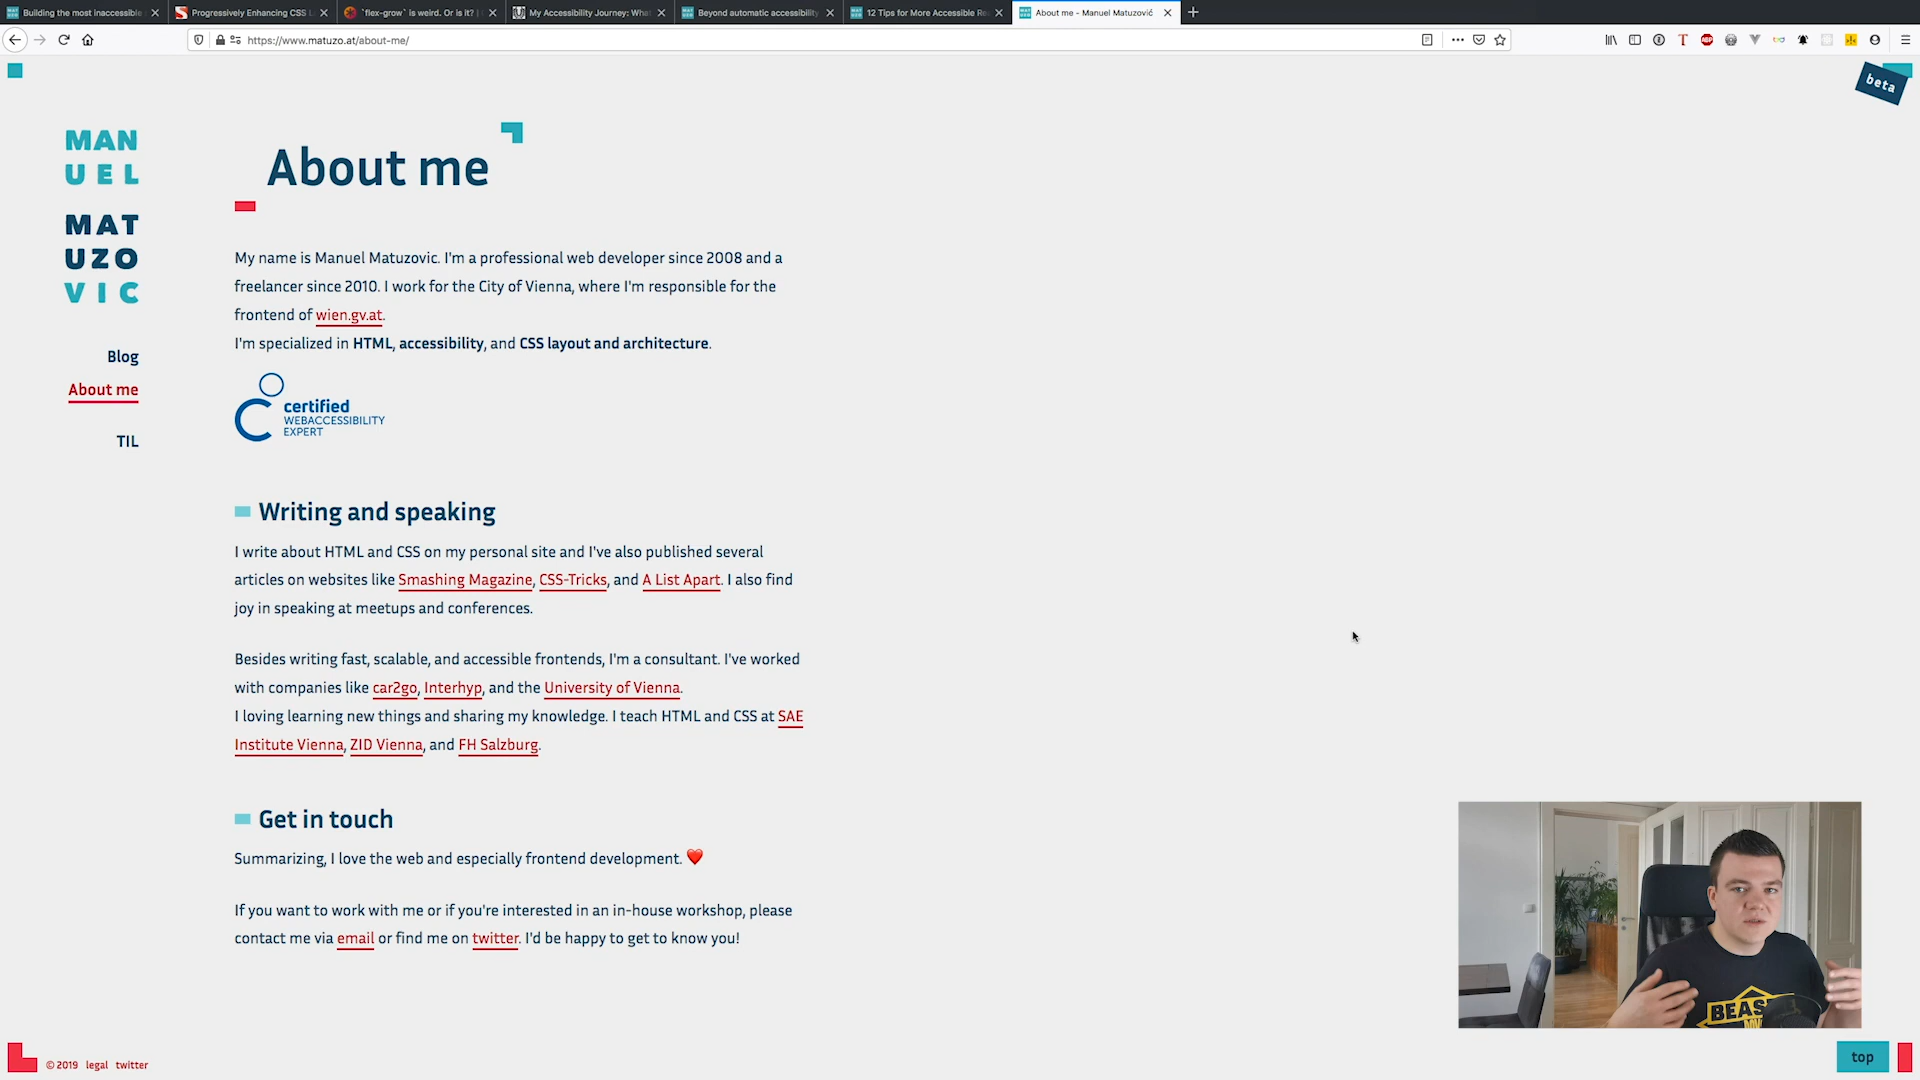 Building the most inaccessible
Progressively Enhancing CSS L
`flex-grow` is weird. Or is it? |
My Accessibility Journey: What
Beyond automatic accessibility
12 Tips for More Accessible Re
About me - Manuel Matuzović
https://www.matuzo.at/about-me/
beta
MAN
UEL
MAT
UZO
VIC
Blog
About me
TIL
About me
My name is Manuel Matuzovic. I'm a professional web developer since 2008 and a
freelancer since 2010. I work for the City of Vienna, where I'm responsible for the
frontend of wien.gv.at.
I'm specialized in HTML, accessibility, and CSS layout and architecture.
certified
WEBACCESSIBILITY
EXPERT
Writing and speaking
I write about HTML and CSS on my personal site and I've also published several
articles on websites like Smashing Magazine, CSS-Tricks, and A List Apart. I also find
joy in speaking at meetups and conferences.
Besides writing fast, scalable, and accessible frontends, I'm a consultant. I've worked
with companies like car2go, Interhyp, and the University of Vienna.
I loving learning new things and sharing my knowledge. I teach HTML and CSS at SAE
Institute Vienna, ZID Vienna, and FH Salzburg.
Get in touch
Summarizing, I love the web and especially frontend development. ❤️
If you want to work with me or if you're interested in an in-house workshop, please
contact me via email or find me on twitter. I'd be happy to get to know you!
BEAS
© 2019 legal twitter
top